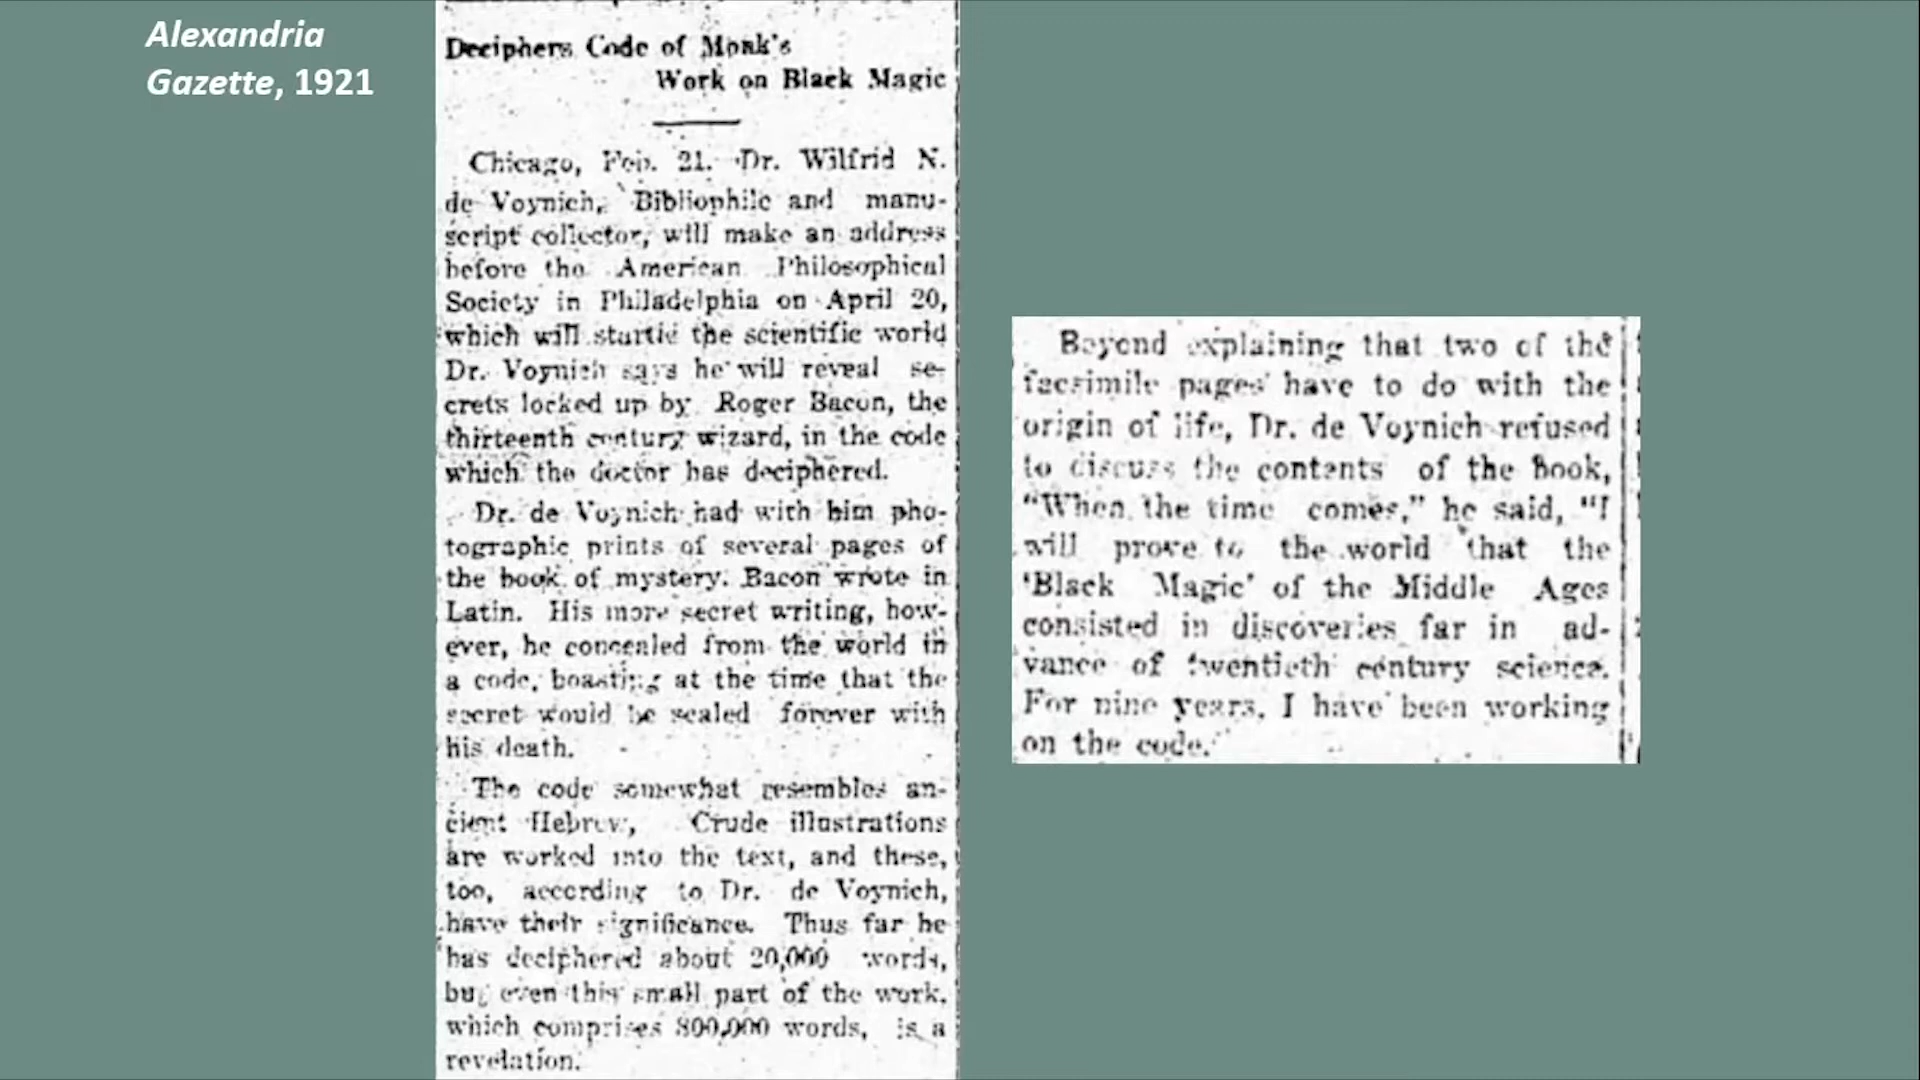 Alexandria
Gazette, 1921
Deciphers Code of Monk's
Work on Black Magic
Chicago, Feb. 21. Dr. Wilfrid N.
de Voynich, Bibliophile and manu-
script collector, will make an address
before the American Philosophical
Society in Philadelphia on April 20,
which will startle the scientific world
Dr. Voynich says he will reveal se-
crets locked up by Roger Bacon, the
thirteenth century wizard, in the code
which the doctor has deciphered.
Dr. de Voynich had with him pho-
tographic prints of several pages of
the book of mystery. Bacon wrote in
Latin. His more secret writing, how-
ever, he concealed from the world in
a code, boasting at the time that the
secret would be sealed forever with
his death.
The code somewhat resembles an-
cient Hebrew, Crude illustrations
are worked into the text, and these,
too, according to Dr. de Voynich,
have their significance. Thus far he
has deciphered about 20,000 words,
but even this small part of the work,
which comprises 800,000 words, is a
revelation.
Beyond explaining that two of the
facsimile pages have to do with the
origin of life, Dr. de Voynich refused
to discuss the contents of the book,
"When the time comes," he said, "I
will prove to the world that the
'Black Magic' of the Middle Ages
consisted in discoveries far in ad-
vance of twentieth century science.
For nine years, I have been working
on the code."